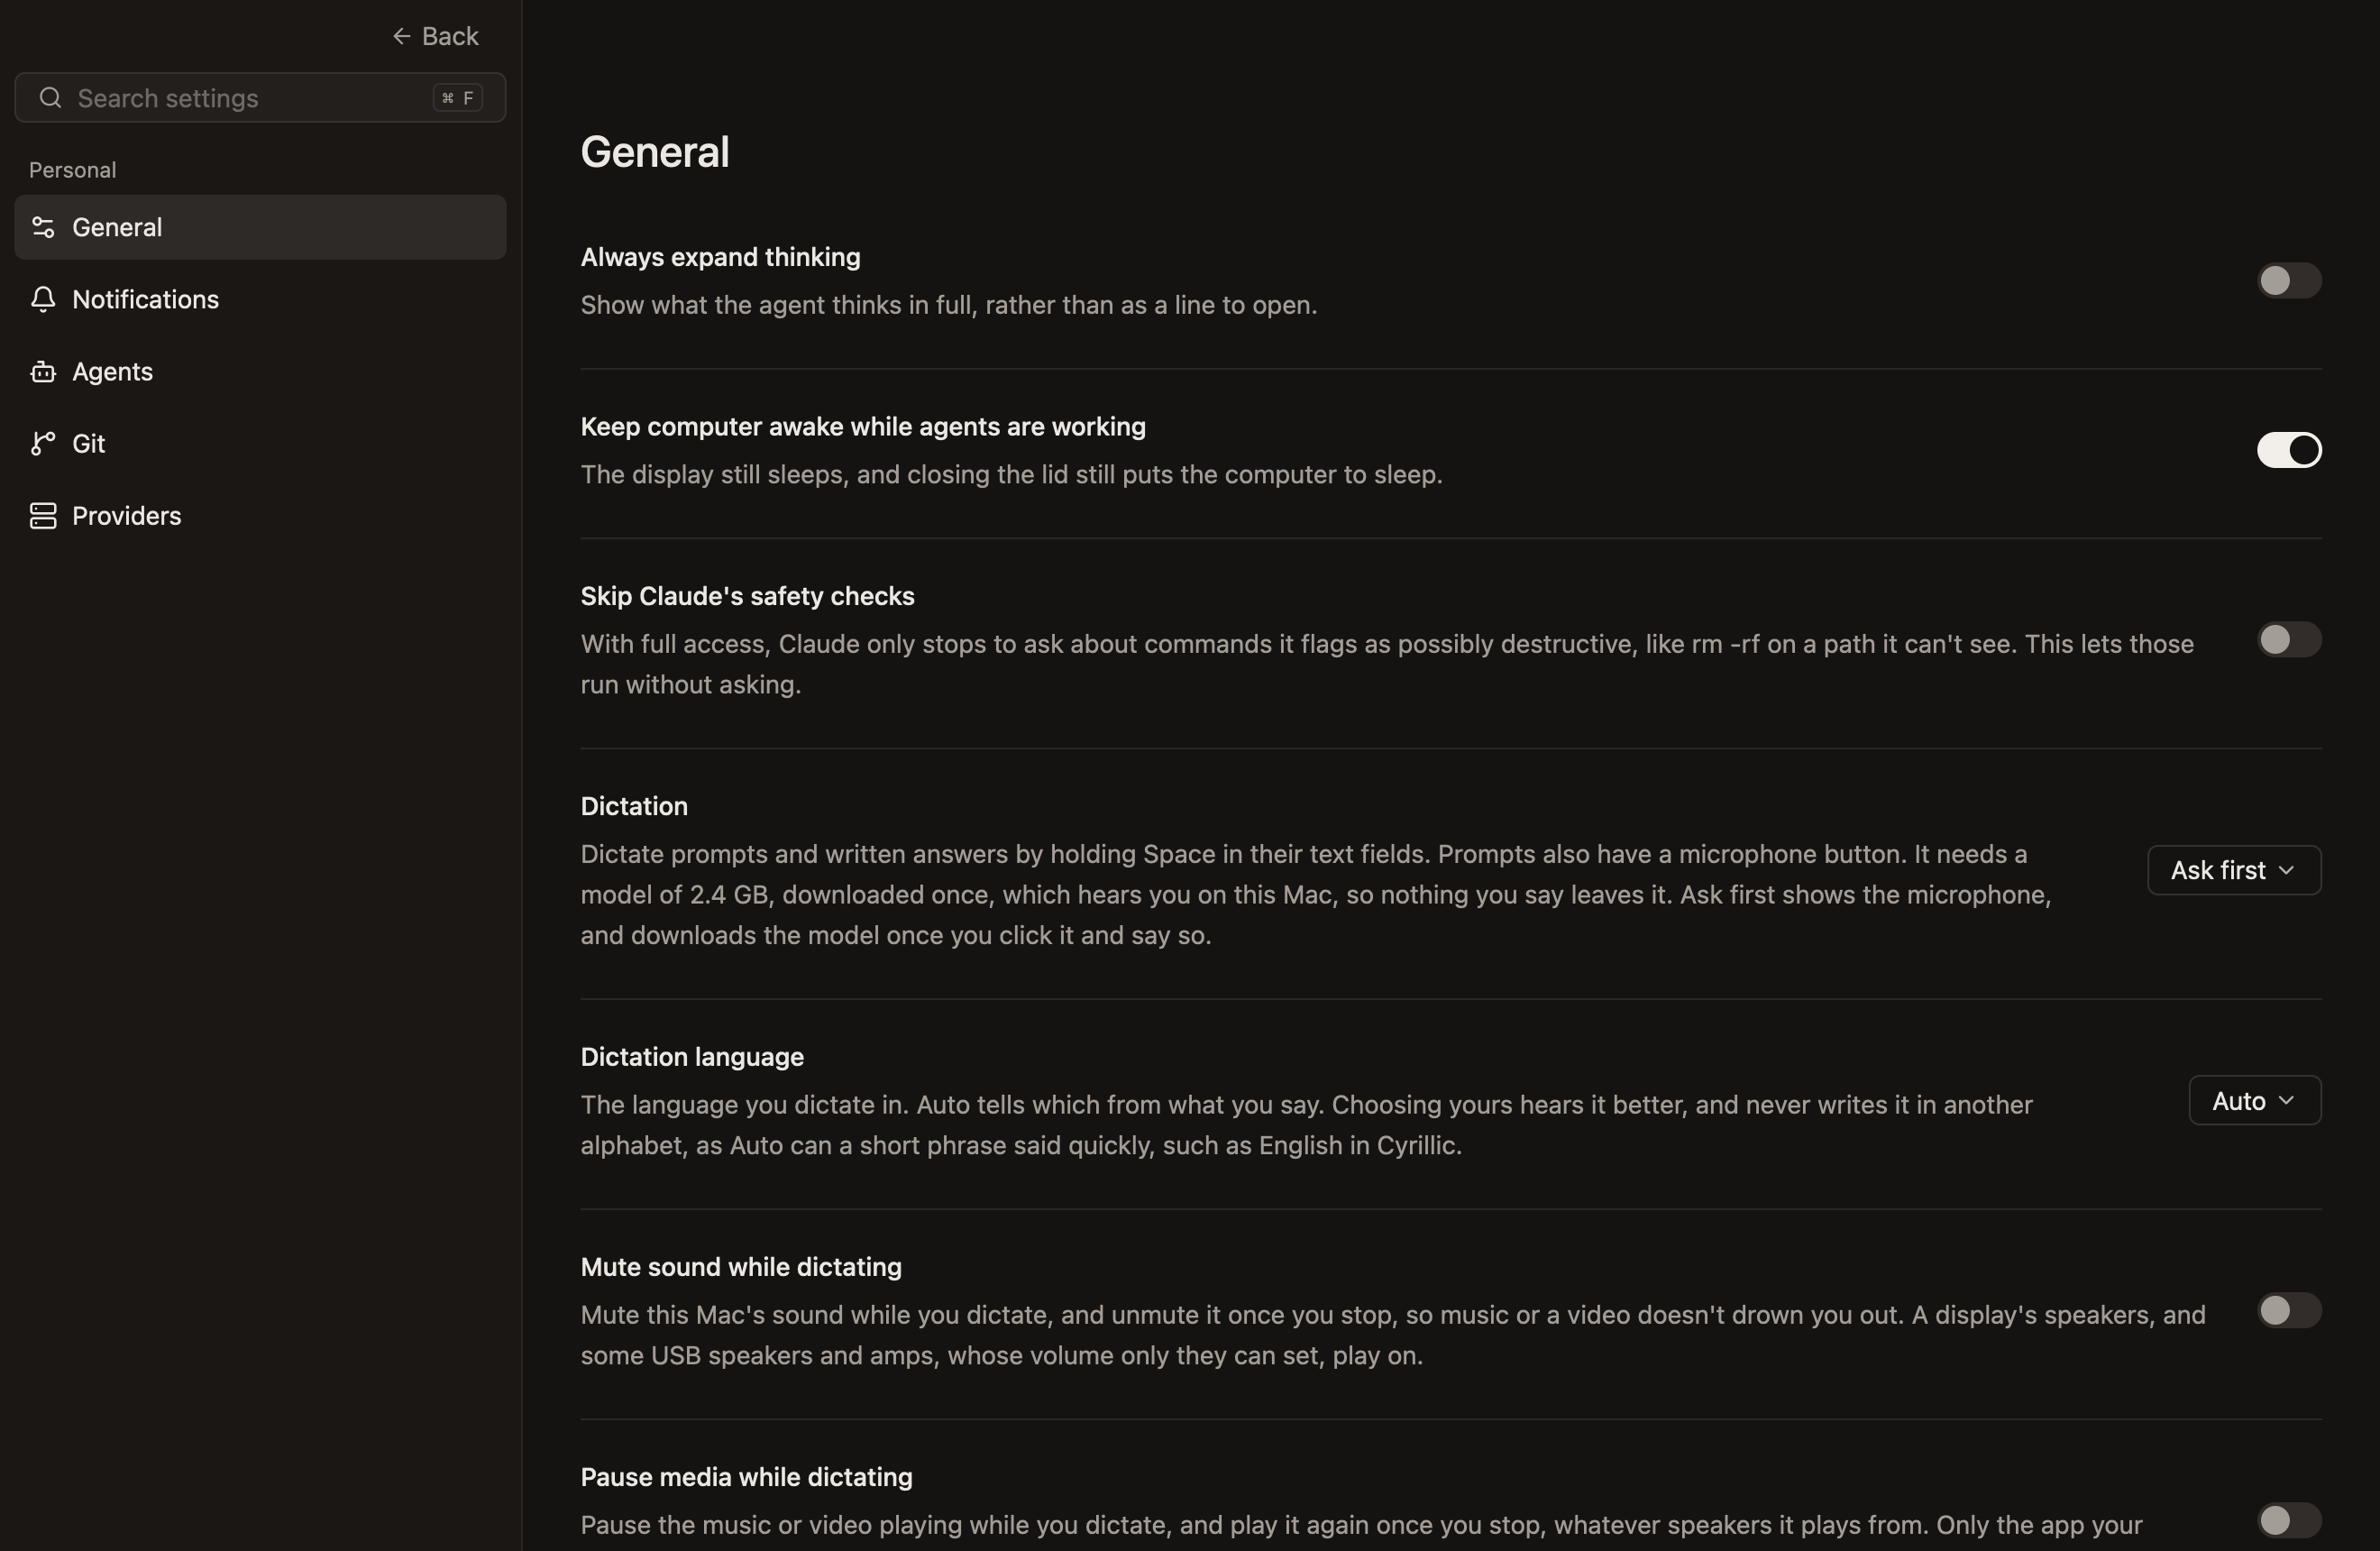 Back
Search settings
⌘ F
Personal
General
Notifications
Agents
Git
Providers
General
Always expand thinking
Show what the agent thinks in full, rather than as a line to open.
Keep computer awake while agents are working
The display still sleeps, and closing the lid still puts the computer to sleep.
Skip Claude's safety checks
With full access, Claude only stops to ask about commands it flags as possibly destructive, like rm -rf on a path it can't see. This lets those
run without asking.
Dictation
Dictate prompts and written answers by holding Space in their text fields. Prompts also have a microphone button. It needs a
model of 2.4 GB, downloaded once, which hears you on this Mac, so nothing you say leaves it. Ask first shows the microphone,
and downloads the model once you click it and say so.
Ask first
Dictation language
The language you dictate in. Auto tells which from what you say. Choosing yours hears it better, and never writes it in another
alphabet, as Auto can a short phrase said quickly, such as English in Cyrillic.
Auto
Mute sound while dictating
Mute this Mac's sound while you dictate, and unmute it once you stop, so music or a video doesn't drown you out. A display's speakers, and
some USB speakers and amps, whose volume only they can set, play on.
Pause media while dictating
Pause the music or video playing while you dictate, and play it again once you stop, whatever speakers it plays from. Only the app your